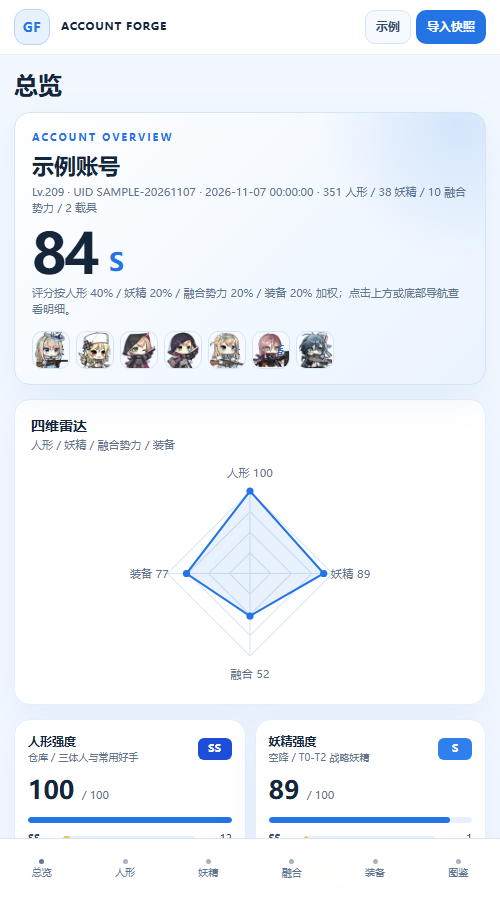 GF ACCOUNT FORGE 示例 导入快照
总览
ACCOUNT OVERVIEW
示例账号
Lv.209 · UID SAMPLE-20261107 · 2026-11-07 00:00:00 · 351 人形 / 38 妖精 / 10 融合
势力 / 2 载具
84 S
评分按人形 40% / 妖精 20% / 融合势力 20% / 装备 20% 加权；点击上方或底部导航查
看明细。
四维雷达
人形 / 妖精 / 融合势力 / 装备
人形 100
装备 77 妖精 89
融合 52
人形强度 SS
仓库 / 三体人与常用好手
100 / 100
妖精强度 S
空降 / T0-T2 战略妖精
89 / 100
总览 人形 妖精 融合 装备 图鉴